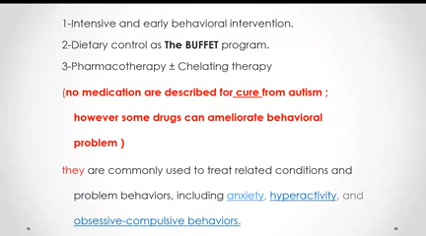 1-Intensive and early behavioral intervention.
2-Dietary control as The BUFFET program.
3-Pharmacotherapy ± Chelating therapy
(no medication are described for cure from autism ;
however some drugs can ameliorate behavioral
problem )
they are commonly used to treat related conditions and
problem behaviors, including anxiety, hyperactivity, and
obsessive-compulsive behaviors.